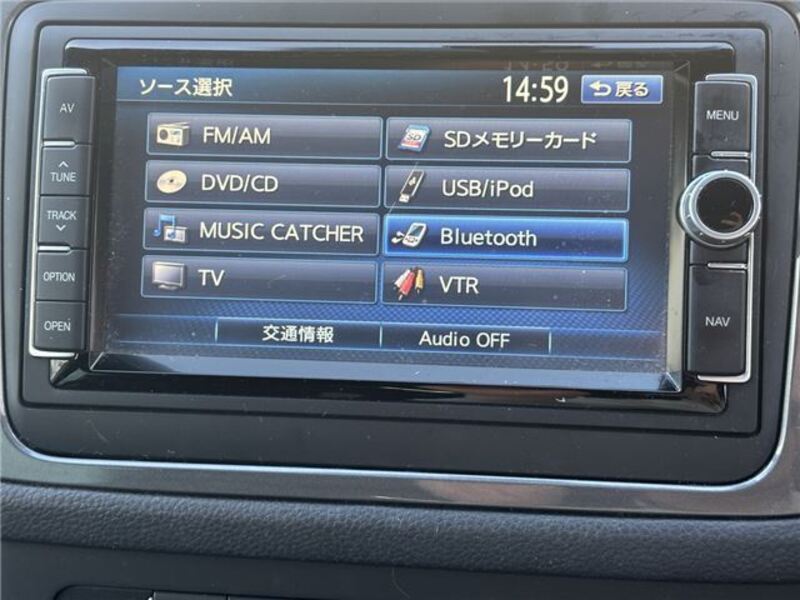 ソース選択 14:59 戻る
FM/AM SDメモリーカード
DVD/CD USB/iPod
MUSIC CATCHER Bluetooth
TV VTR
交通情報 Audio OFF
AV
TUNE
TRACK
OPTION
OPEN
MENU
NAV